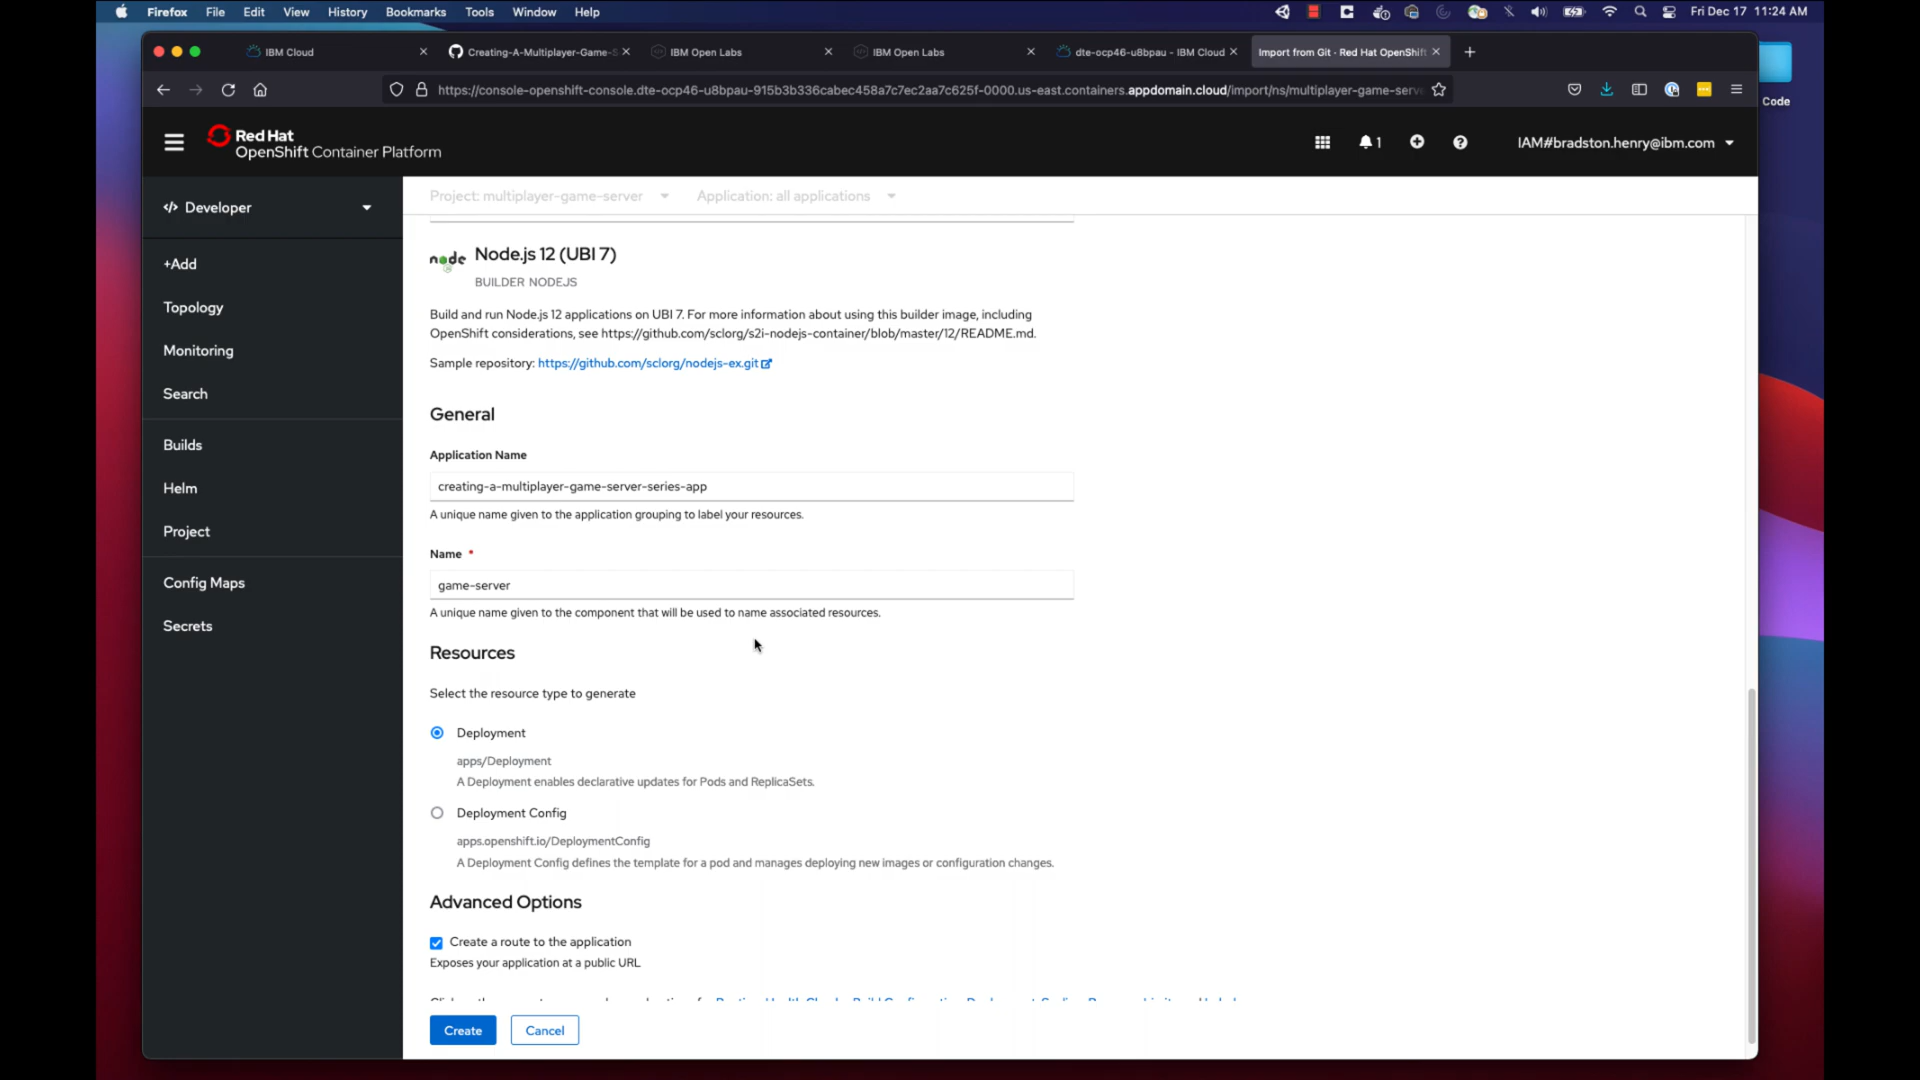 Firefox File Edit View History Bookmarks Tools Window Help Fri Dec 17 11:24 AM
IBM Cloud Creating-A-Multiplayer-Game-S IBM Open Labs IBM Open Labs dte-ocp46-u8bpau - IBM Cloud Import from Git · Red Hat OpenShift
https://console-openshift-console.dte-ocp46-u8bpau-915b3b336cabec458a7c7ec2aa7c625f-0000.us-east.containers.appdomain.cloud/import/ns/multiplayer-game-serv
Code
Red Hat
OpenShift Container Platform
1
IAM#bradston.henry@ibm.com
</> Developer
Project: multiplayer-game-server Application: all applications
+Add
Topology
Monitoring
Search
Builds
Helm
Project
Config Maps
Secrets
node
Node.js 12 (UBI 7)
BUILDER NODEJS
Build and run Node.js 12 applications on UBI 7. For more information about using this builder image, including
OpenShift considerations, see https://github.com/sclorg/s2i-nodejs-container/blob/master/12/README.md.
Sample repository: https://github.com/sclorg/nodejs-ex.git
General
Application Name
creating-a-multiplayer-game-server-series-app
A unique name given to the application grouping to label your resources.
Name *
game-server
A unique name given to the component that will be used to name associated resources.
Resources
Select the resource type to generate
Deployment
apps/Deployment
A Deployment enables declarative updates for Pods and ReplicaSets.
Deployment Config
apps.openshift.io/DeploymentConfig
A Deployment Config defines the template for a pod and manages deploying new images or configuration changes.
Advanced Options
Create a route to the application
Exposes your application at a public URL
Create Cancel